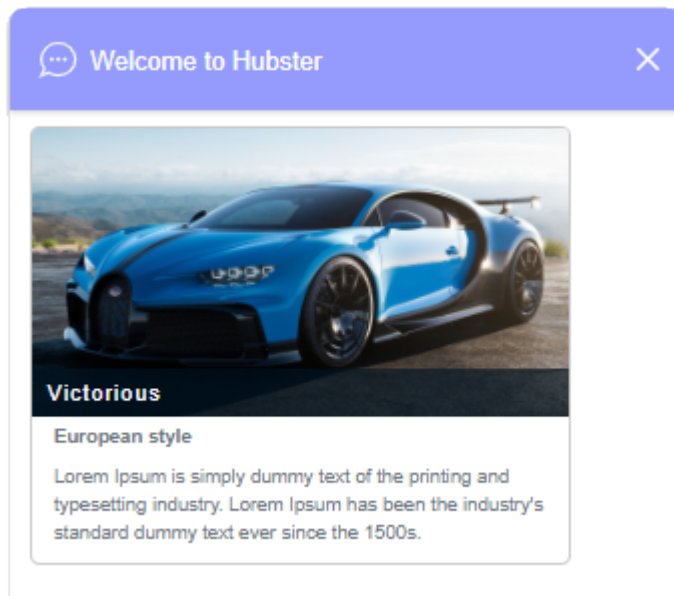 Welcome to Hubster
Victorious
European style
Lorem Ipsum is simply dummy text of the printing and
typesetting industry. Lorem Ipsum has been the industry's
standard dummy text ever since the 1500s.